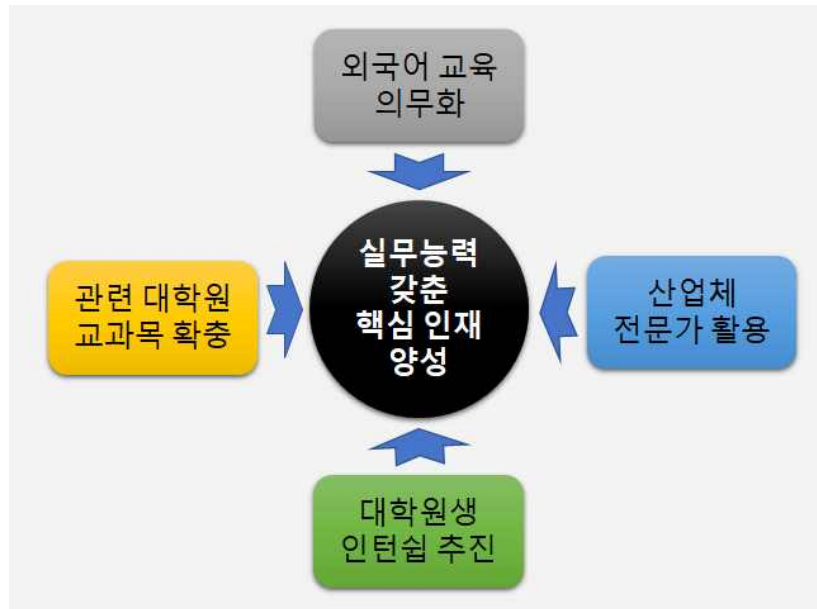 외국어 교육
의무화
관련 대학원
교과목 확충
실무능력
갖춘
핵심 인재
양성
산업체
전문가 활용
대학원생
인턴쉽 추진